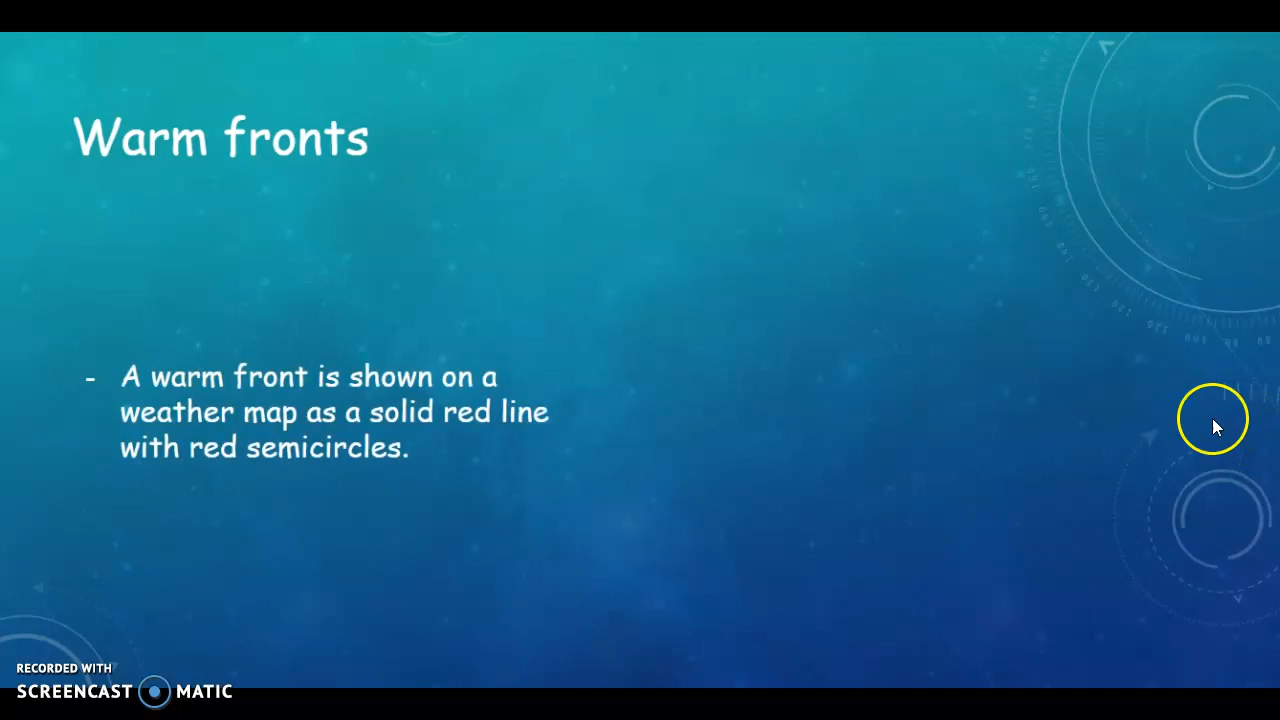 Warm fronts
- A warm front is shown on a
weather map as a solid red line
with red semicircles.
RECORDED WITH
SCREENCAST MATIC